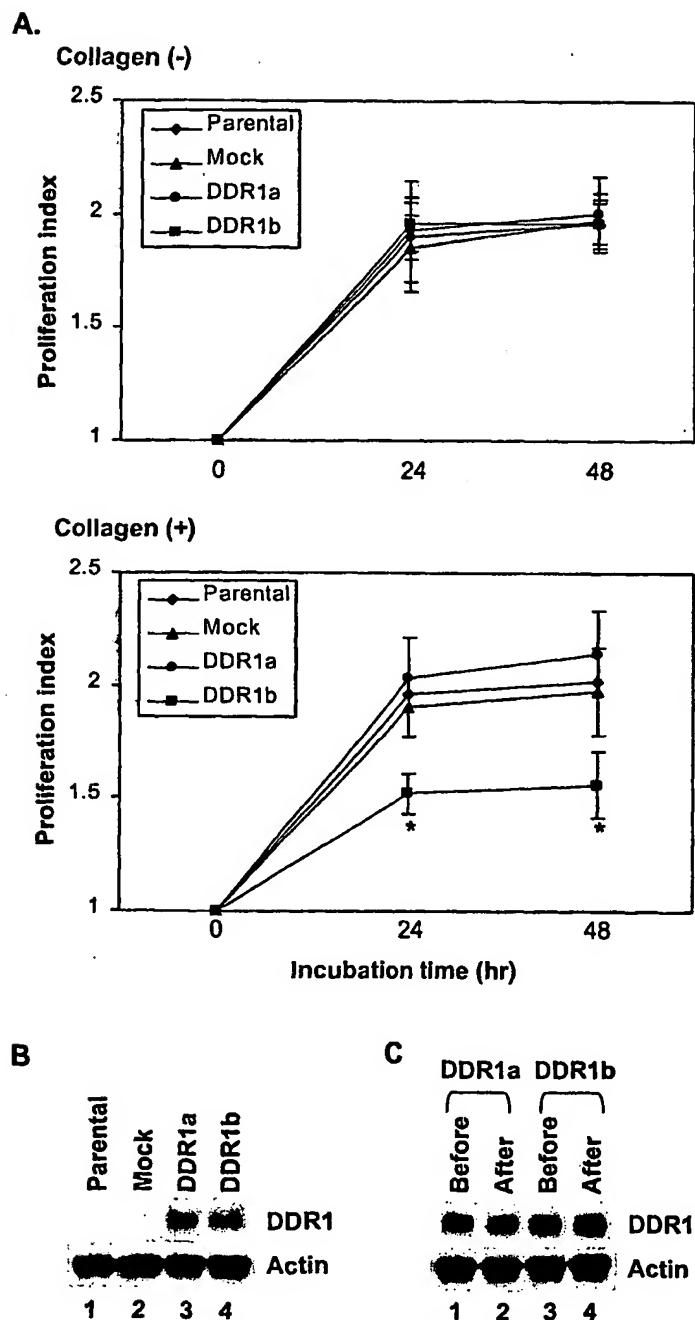 A.
Collagen (-)
2.5
2
1.5
1
Proliferation index
Parental
Mock
DDR1a
DDR1b
0 24 48
Collagen (+)
2.5
2
1.5
1
Proliferation index
Parental
Mock
DDR1a
DDR1b
* *
0 24 48
Incubation time (hr)
B
Parental Mock DDR1a DDR1b
DDR1
Actin
1 2 3 4
C
DDR1a DDR1b
Before After Before After
DDR1
Actin
1 2 3 4